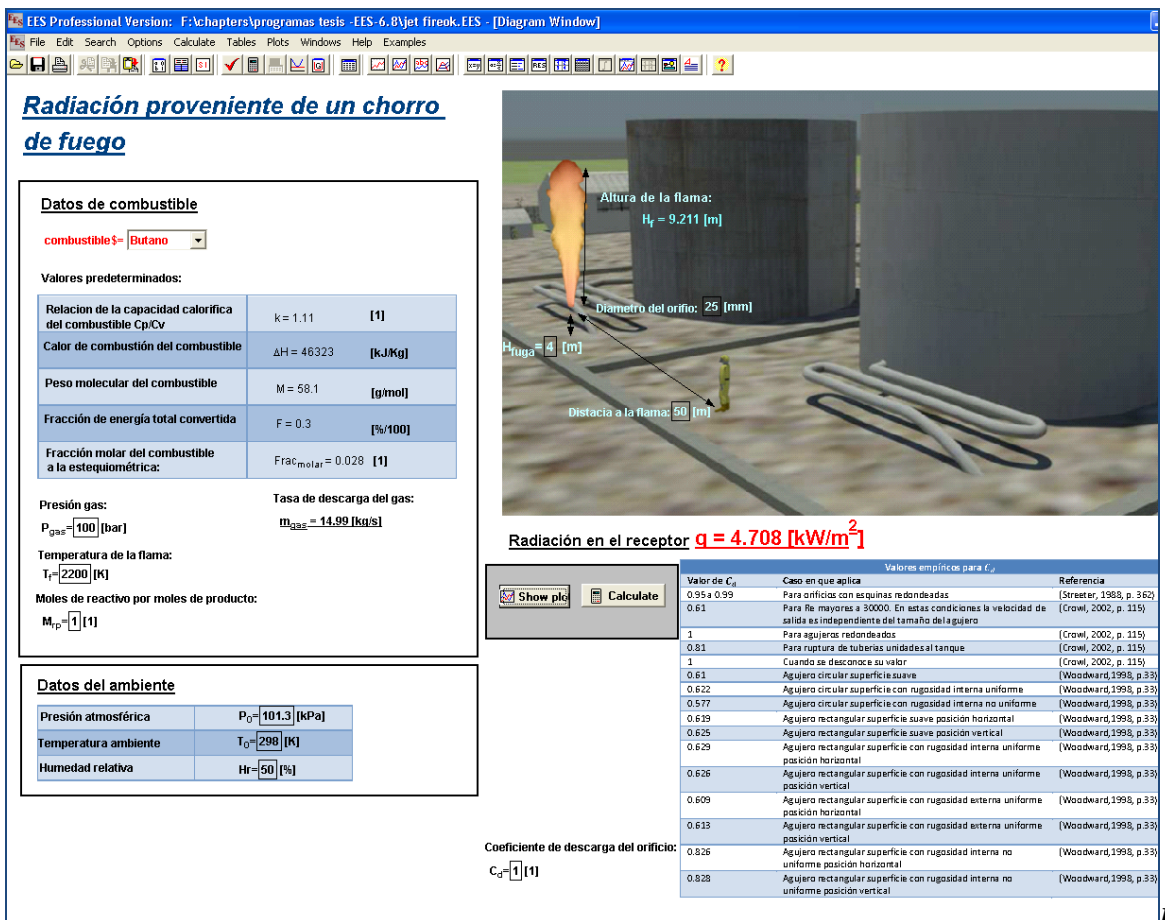 EES Professional Version: F:\chapters\programas tesis -EES-6.8\jet fireok.EES - [Diagram Window]
File Edit Search Options Calculate Tables Plots Windows Help Examples
Radiación proveniente de un chorro
de fuego
Datos de combustible
combustible$= Butano
Valores predeterminados:
Relacion de la capacidad calorifica
del combustible Cp/Cv
k = 1.11 [1]
Calor de combustión del combustible
ΔH = 46323 [kJ/Kg]
Peso molecular del combustible
M = 58.1 [g/mol]
Fracción de energía total convertida
F = 0.3 [%/100]
Fracción molar del combustible
a la estequiométrica:
Frac_molar = 0.028 [1]
Presión gas:
P_gas= 100 [bar]
Tasa de descarga del gas:
m_gas = 14.99 [kg/s]
Temperatura de la flama:
T_f= 2200 [K]
Moles de reactivo por moles de producto:
M_rp= 1 [1]
Datos del ambiente
Presión atmosférica P_0= 101.3 [kPa]
Temperatura ambiente T_0= 298 [K]
Humedad relativa Hr= 50 [%]
Altura de la flama:
H_f = 9.211 [m]
Diametro del orifio: 25 [mm]
H_fuga= 4 [m]
Distacia a la flama: 50 [m]
Radiación en el receptor q = 4.708 [kW/m²]
Show plo
Calculate
Valores empíricos para C_d
Valor de C_d Caso en que aplica Referencia
0.95 a 0.99 Para orificios con esquinas redondeadas (Streeter, 1988, p. 362)
0.61 Para Re mayores a 30000. En estas condiciones la velocidad de (Crowl, 2002, p. 115)
salida es independiente del tamaño del agujero
1 Para agujeros redondeados (Crowl, 2002, p. 115)
0.81 Para ruptura de tuberias unidades al tanque (Crowl, 2002, p. 115)
1 Cuando se desconoce su valor (Crowl, 2002, p. 115)
0.61 Agujero circular superficie suave (Woodward,1998, p.33)
0.622 Agujero circular superficie con rugosidad interna uniforme (Woodward,1998, p.33)
0.577 Agujero circular superficie con rugosidad interna no uniforme (Woodward,1998, p.33)
0.619 Agujero rectangular superficie suave posición horizontal (Woodward,1998, p.33)
0.625 Agujero rectangular superficie suave posición vertical (Woodward,1998, p.33)
0.629 Agujero rectangular superficie con rugosidad interna uniforme (Woodward,1998, p.33)
posición horizontal
0.626 Agujero rectangular superficie con rugosidad interna uniforme (Woodward,1998, p.33)
posición vertical
0.609 Agujero rectangular superficie con rugosidad externa uniforme (Woodward,1998, p.33)
posición horizontal
0.613 Agujero rectangular superficie con rugosidad externa uniforme (Woodward,1998, p.33)
posición vertical
0.826 Agujero rectangular superficie con rugosidad interna no (Woodward,1998, p.33)
uniforme posición horizontal
0.828 Agujero rectangular superficie con rugosidad interna no (Woodward,1998, p.33)
uniforme posición vertical
Coeficiente de descarga del orificio:
C_d= 1 [1]